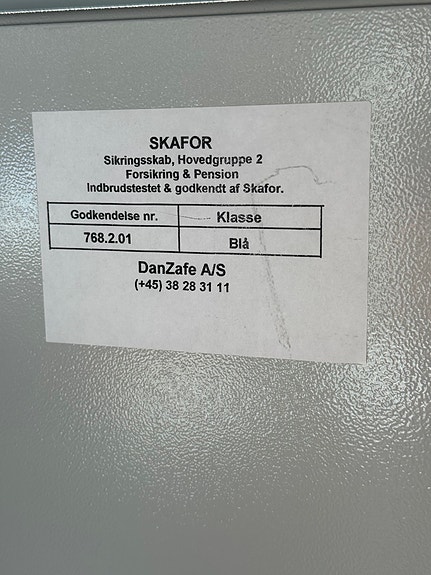 SKAFOR
Sikringsskab, Hovedgruppe 2
Forsikring & Pension
Indbrudstestet & godkendt af Skafor.
Godkendelse nr. Klasse
768.2.01 Blå
DanZafe A/S
(+45) 38 28 31 11